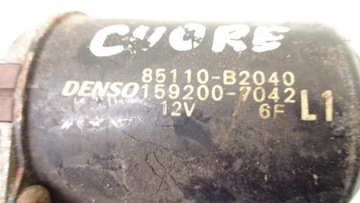 CUORE
85110-B2040
DENSO 159200-7042
12V 6F L1